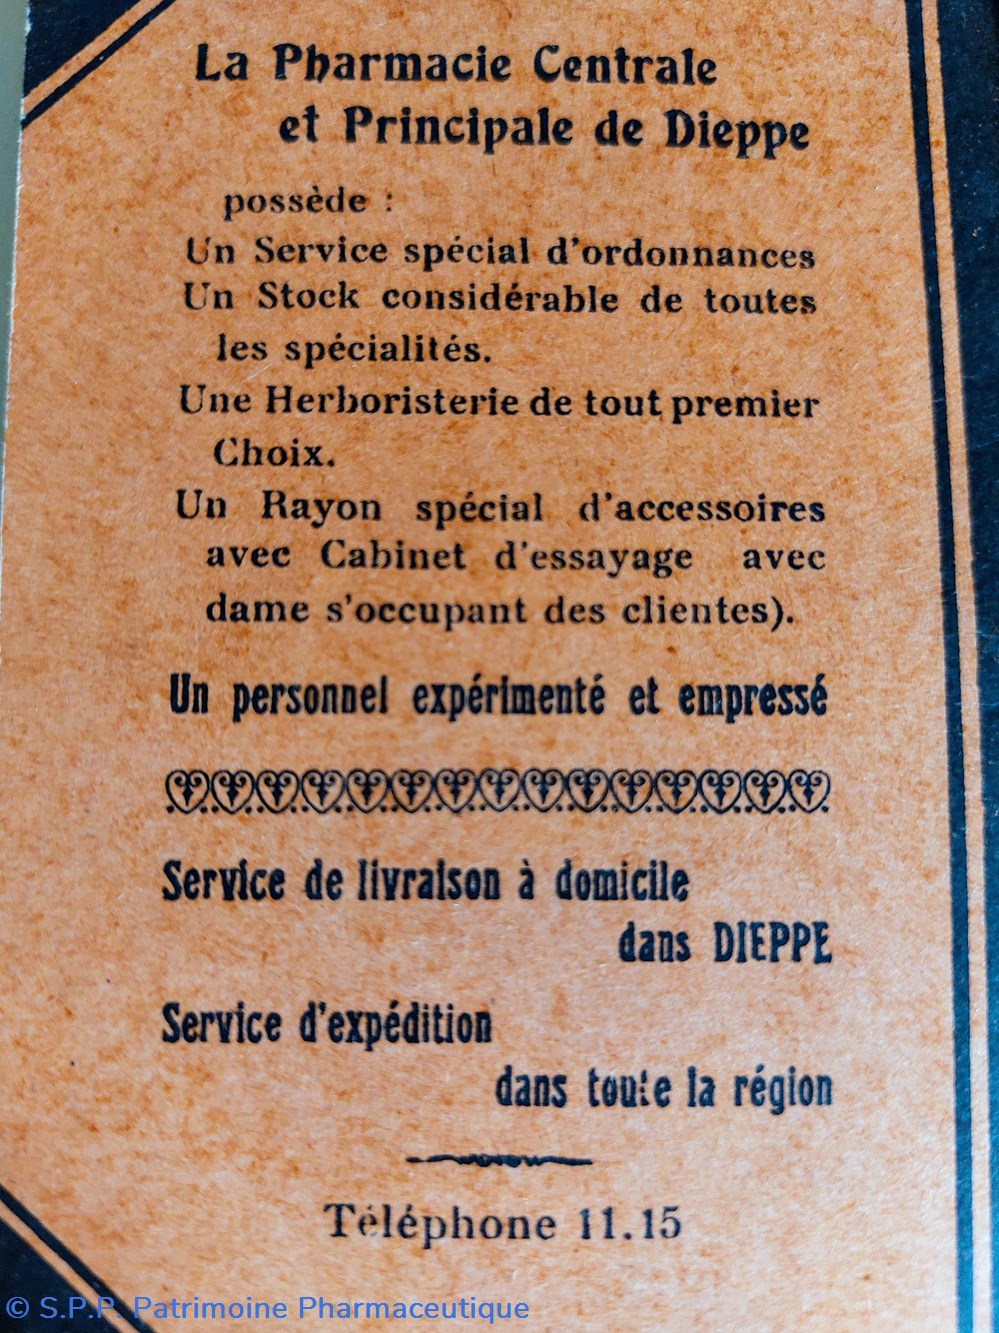 La Pharmacie Centrale
et Principale de Dieppe
possède :
Un Service spécial d'ordonnances
Un Stock considérable de toutes
les spécialités.
Une Herboristerie de tout premier
Choix.
Un Rayon spécial d'accessoires
avec Cabinet d'essayage avec
dame s'occupant des clientes).
Un personnel expérimenté et empressé
Service de livraison à domicile
dans DIEPPE
Service d'expédition
dans toute la région
Téléphone 11.15
© S.P.P. Patrimoine Pharmaceutique